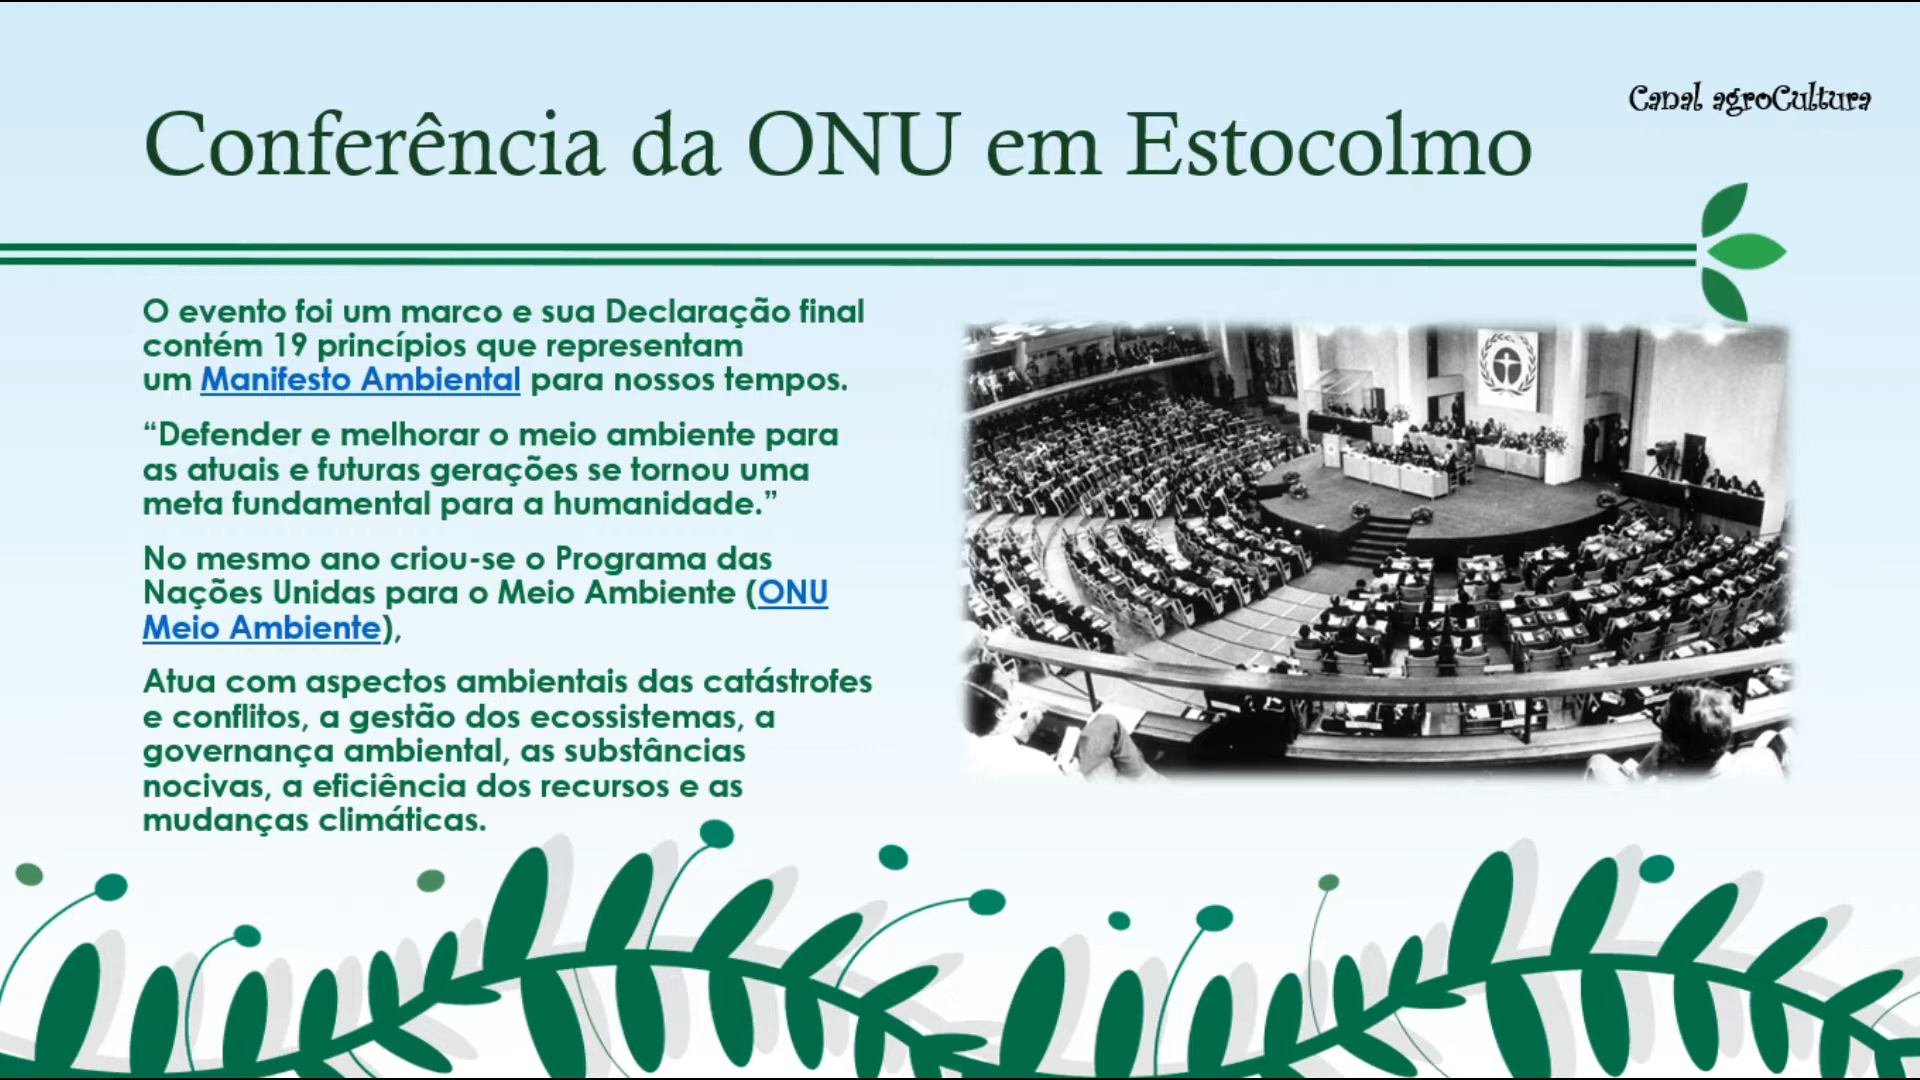 Canal agroCultura
Conferência da ONU em Estocolmo
O evento foi um marco e sua Declaração final
contém 19 princípios que representam
um Manifesto Ambiental para nossos tempos.
“Defender e melhorar o meio ambiente para
as atuais e futuras gerações se tornou uma
meta fundamental para a humanidade.”
No mesmo ano criou-se o Programa das
Nações Unidas para o Meio Ambiente (ONU
Meio Ambiente),
Atua com aspectos ambientais das catástrofes
e conflitos, a gestão dos ecossistemas, a
governança ambiental, as substâncias
nocivas, a eficiência dos recursos e as
mudanças climáticas.